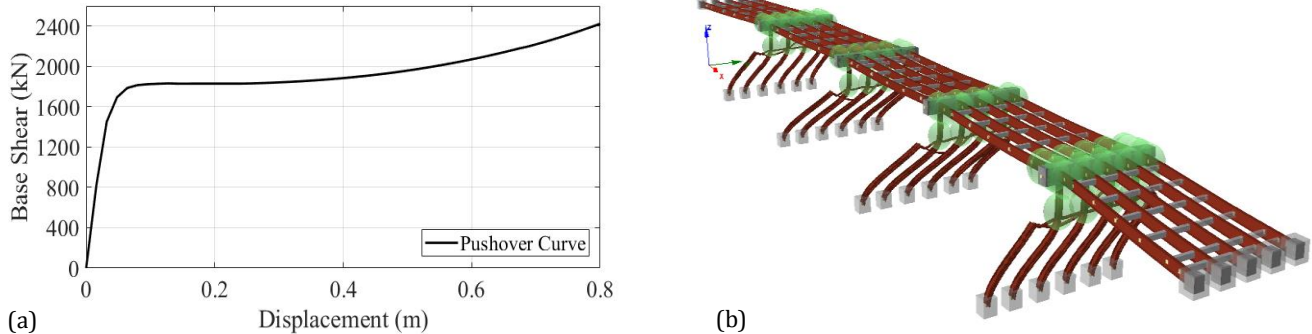 2400
2000
1600
1200
800
400
0
Base Shear (kN)
Pushover Curve
0
0.2
0.4
0.6
0.8
Displacement (m)
(a)
Z
X
(b)